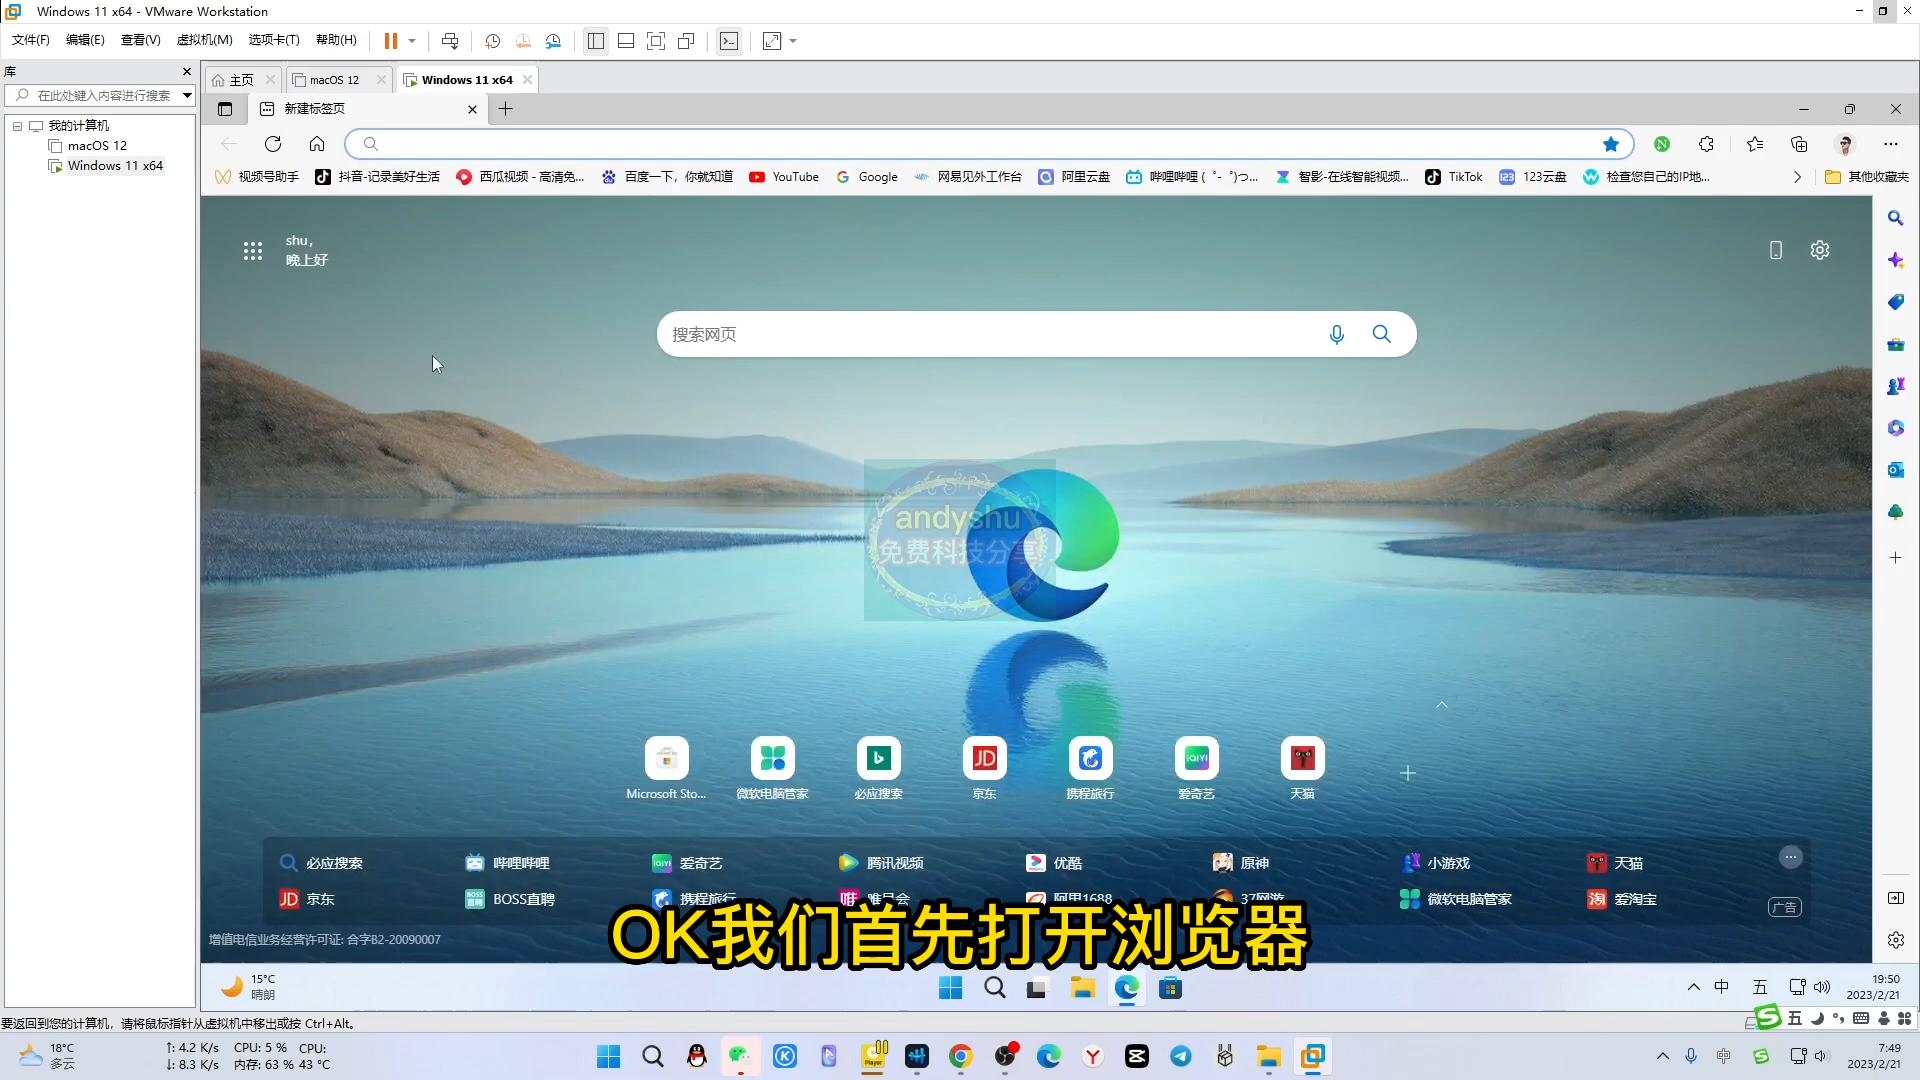 Windows 11 x64 - VMware Workstation
文件(F) 编辑(E) 查看(V) 虚拟机(M) 选项卡(T) 帮助(H)
库
在此处键入内容进行搜索
我的计算机
macOS 12
Windows 11 x64
主页 macOS 12 Windows 11 x64
新建标签页
视频号助手 抖音-记录美好生活 西瓜视频 - 高清免... 百度一下，你就知道 YouTube Google 网易见外工作台 阿里云盘 哔哩哔哩 ( ゜- ゜)つ... 智影-在线智能视频... TikTok 123云盘 检查您自己的IP地... 其他收藏夹
shu，
晚上好
搜索网页
andyshu
免费科技分享
Microsoft Sto... 微软电脑管家 必应搜索 京东 携程旅行 爱奇艺 天猫
必应搜索 哔哩哔哩 爱奇艺 腾讯视频 优酷 原神 小游戏 天猫
京东 BOSS直聘 携程旅行 唯品会 阿里1688 37网游 微软电脑管家 爱淘宝
广告
OK我们首先打开浏览器
增值电信业务经营许可证: 合字B2-20090007
15°C
晴朗
中 五
19:50
2023/2/21
要返回到您的计算机，请将鼠标指针从虚拟机中移出或按 Ctrl+Alt。
五
18°C
多云
↑: 4.2 K/s CPU: 5 % CPU:
↓: 8.3 K/s 内存: 63 % 43 °C
中
7:49
2023/2/21